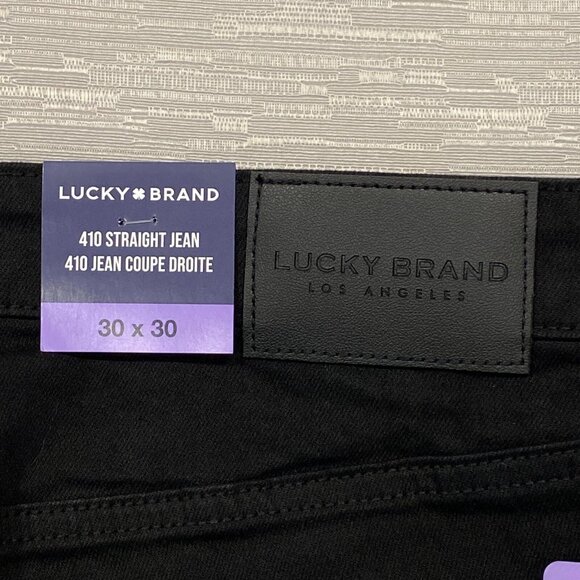 LUCKY BRAND
410 STRAIGHT JEAN
410 JEAN COUPE DROITE
30 x 30
LUCKY BRAND
LOS ANGELES